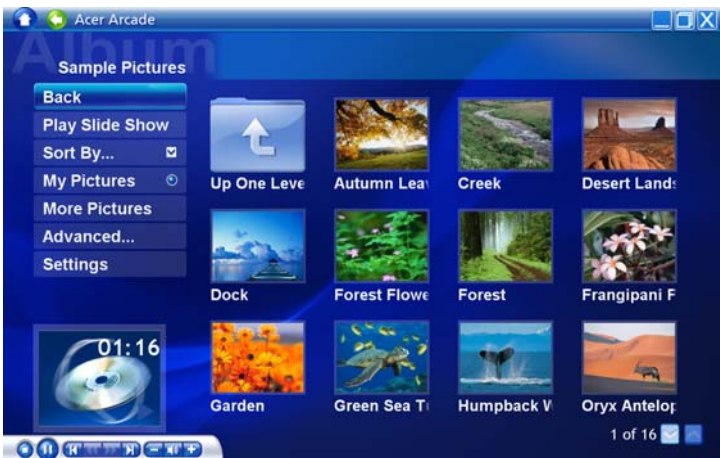 Acer Arcade
Album
Sample Pictures
Back
Play Slide Show
Sort By...
My Pictures
More Pictures
Advanced...
Settings
Up One Leve
Autumn Lea
Creek
Desert Lands
Dock
Forest Flowe
Forest
Frangipani F
Garden
Green Sea T
Humpback W
Oryx Antelop
01:16
1 of 16